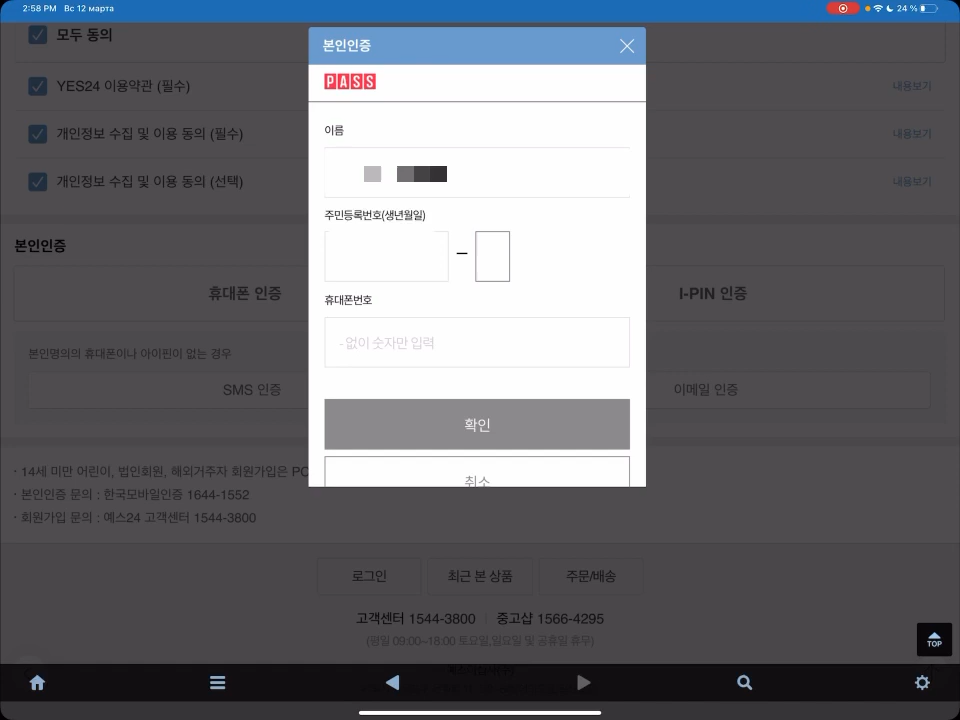 2:58 PM Вс 12 марта
24 %
모두 동의
YES24 이용약관 (필수)
내용보기
개인정보 수집 및 이용 동의 (필수)
내용보기
개인정보 수집 및 이용 동의 (선택)
내용보기
본인인증
휴대폰 인증
I-PIN 인증
본인명의의 휴대폰이나 아이핀이 없는 경우
SMS 인증
이메일 인증
· 14세 미만 어린이, 법인회원, 해외거주자 회원가입은 PC
· 본인인증 문의 : 한국모바일인증 1644-1552
· 회원가입 문의 : 예스24 고객센터 1544-3800
본인인증
PASS
이름
주민등록번호(생년월일)
–
휴대폰번호
- 없이 숫자만 입력
확인
취소
로그인
최근 본 상품
주문/배송
고객센터 1544-3800 | 중고샵 1566-4295
(평일 09:00~18:00 토요일,일요일 및 공휴일 휴무)
TOP